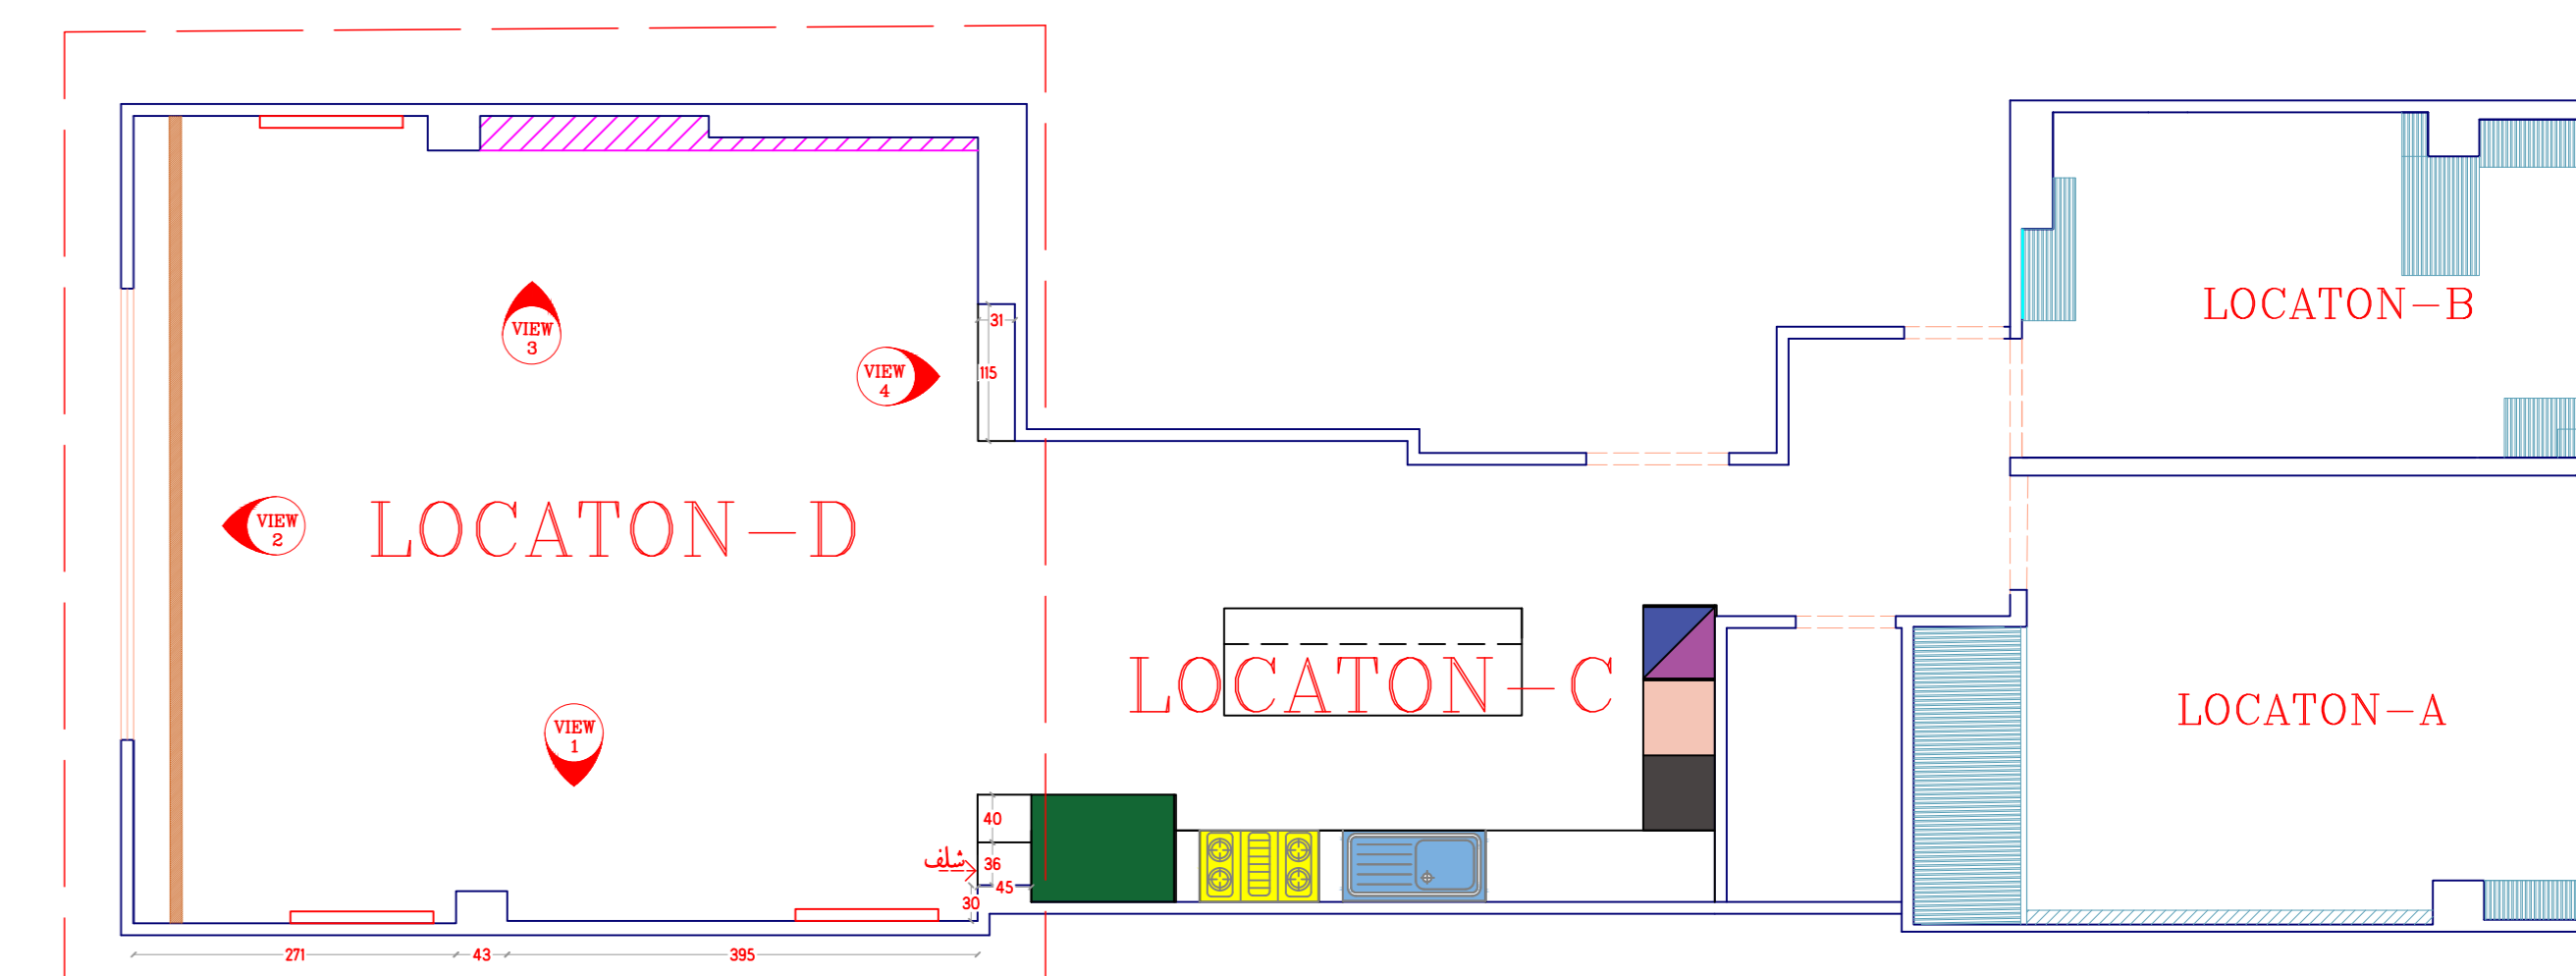 VIEW
3
VIEW
4
31
115
LOCATON-B
VIEW
2
LOCATON-D
LOCATON-C
LOCATON-A
VIEW
1
40
شلف
36
45
30
271
43
395